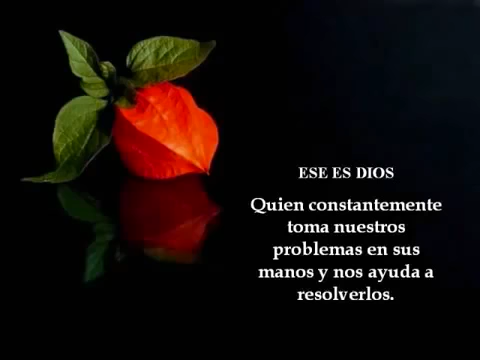 ESE ES DIOS
Quien constantemente
toma nuestros
problemas en sus
manos y nos ayuda a
resolverlos.